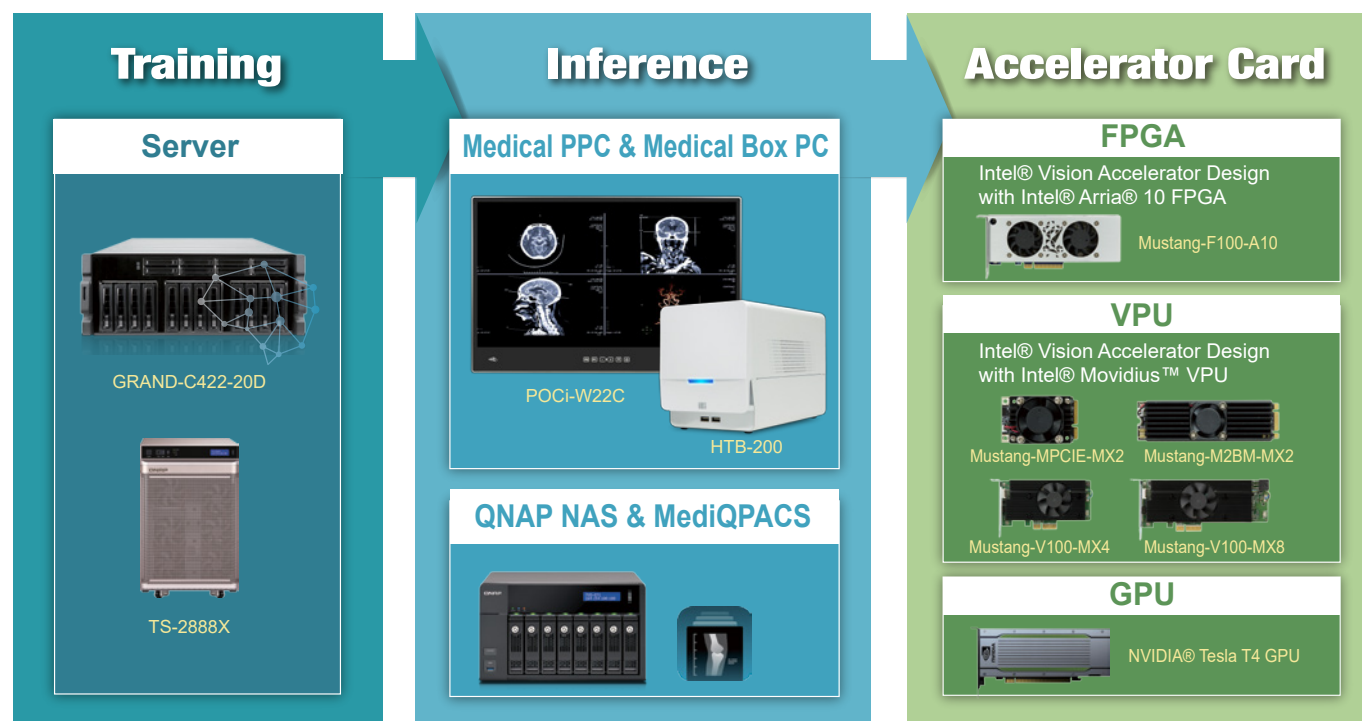 Training
Server
GRAND-C422-20D
TS-2888X
Inference
Medical PPC & Medical Box PC
POCi-W22C
HTB-200
QNAP NAS & MediQPACS
QNAP
Accelerator Card
FPGA
Intel® Vision Accelerator Design
with Intel® Arria® 10 FPGA
Mustang-F100-A10
VPU
Intel® Vision Accelerator Design
with Intel® Movidius™ VPU
Mustang-MPCIE-MX2
Mustang-M2BM-MX2
Mustang-V100-MX4
Mustang-V100-MX8
GPU
NVIDIA® Tesla T4 GPU